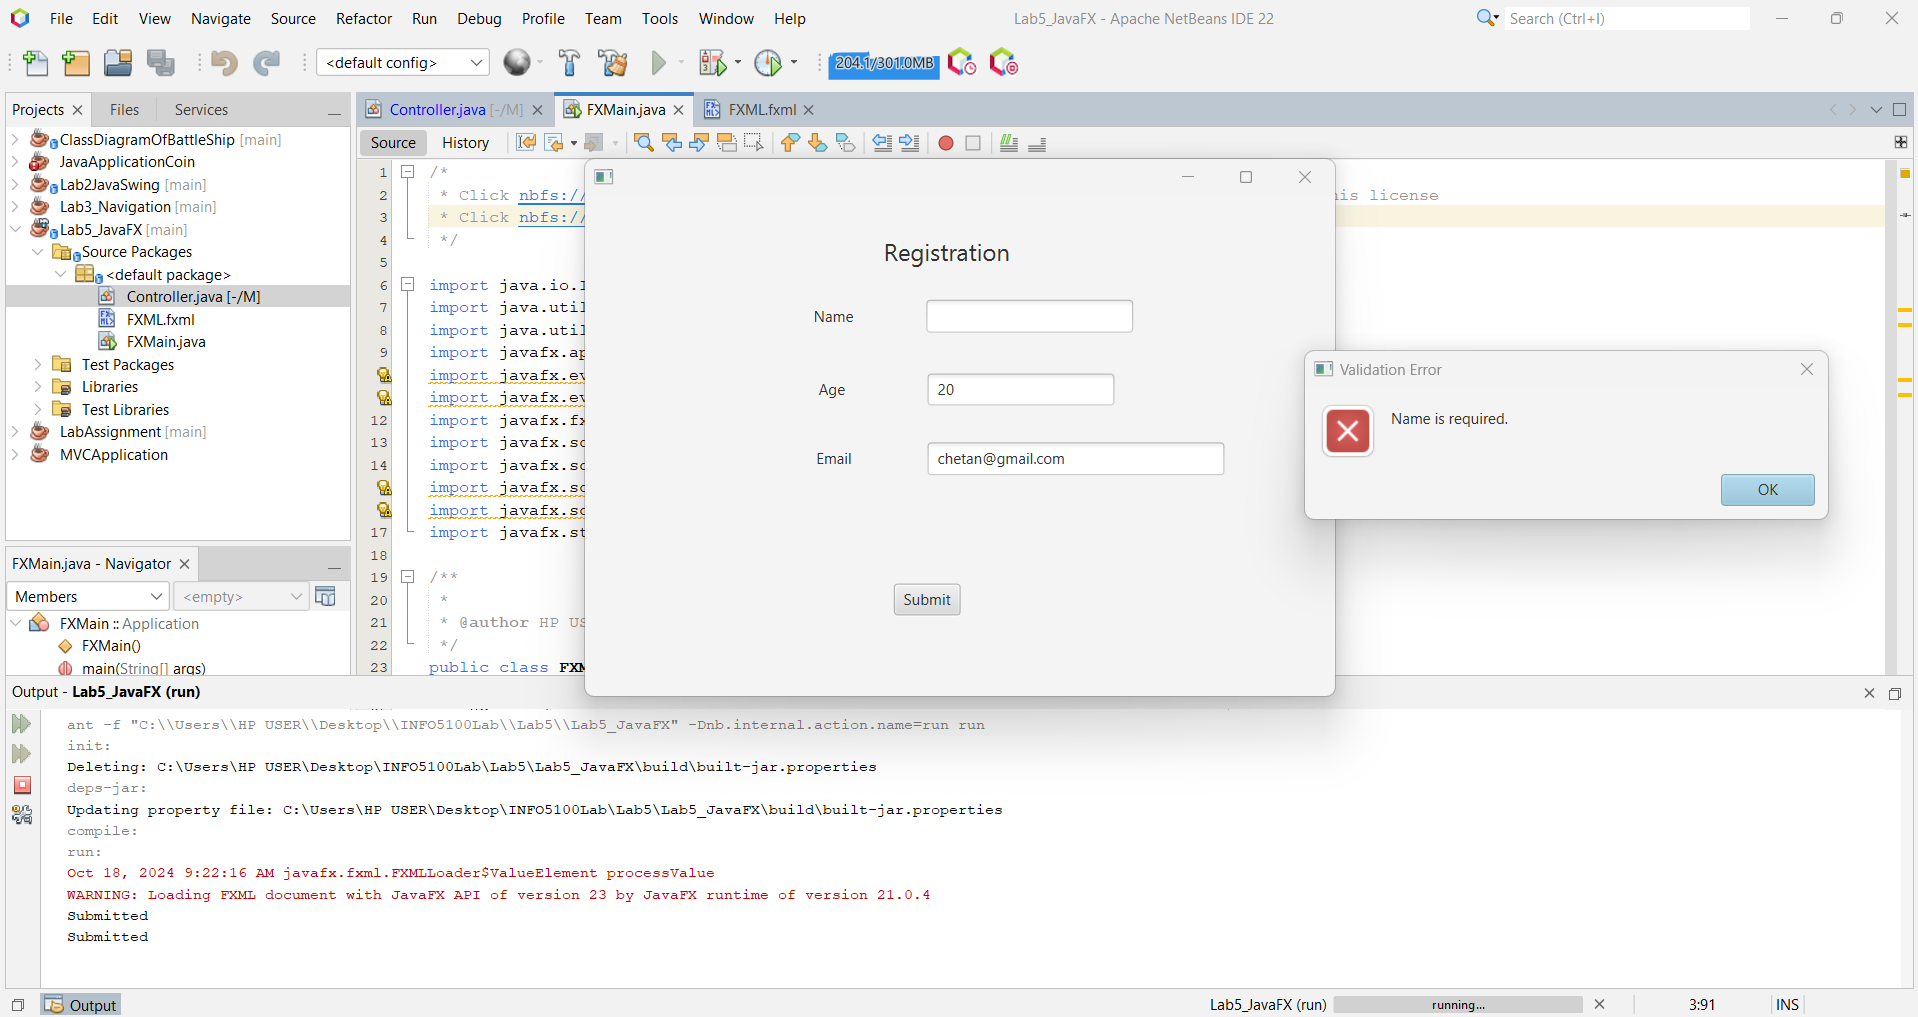 File Edit View Navigate Source Refactor Run Debug Profile Team Tools Window Help
Lab5_JavaFX - Apache NetBeans IDE 22
Search (Ctrl+I)
<default config>
204.1/301.0MB
Projects Files Services
Controller.java [-/M]
FXMain.java
FXML.fxml
ClassDiagramOfBattleShip [main]
JavaApplicationCoin
Lab2JavaSwing [main]
Lab3_Navigation [main]
Lab5_JavaFX [main]
Source Packages
<default package>
Controller.java [-/M]
FXML.fxml
FXMain.java
Test Packages
Libraries
Test Libraries
LabAssignment [main]
MVCApplication
FXMain.java - Navigator
Members <empty>
FXMain :: Application
FXMain()
main(String[] args)
Source History
1 /*
2 * Click nbfs:// his license
3 * Click nbfs://
4 */
5
6 import java.io.I
7 import java.util
8 import java.util
9 import javafx.ap
import javafx.ev
import javafx.ev
12 import javafx.fx
13 import javafx.sc
14 import javafx.sc
import javafx.sc
import javafx.sc
17 import javafx.st
18
19 /**
20 *
21 * @author HP US
22 */
23 public class FXM
Registration
Name
Age 20
Email chetan@gmail.com
Submit
Validation Error
Name is required.
OK
Output - Lab5_JavaFX (run)
ant -f "C:\\Users\\HP USER\\Desktop\\INFO5100Lab\\Lab5\\Lab5_JavaFX" -Dnb.internal.action.name=run run
init:
Deleting: C:\Users\HP USER\Desktop\INFO5100Lab\Lab5\Lab5_JavaFX\build\built-jar.properties
deps-jar:
Updating property file: C:\Users\HP USER\Desktop\INFO5100Lab\Lab5\Lab5_JavaFX\build\built-jar.properties
compile:
run:
Oct 18, 2024 9:22:16 AM javafx.fxml.FXMLLoader$ValueElement processValue
WARNING: Loading FXML document with JavaFX API of version 23 by JavaFX runtime of version 21.0.4
Submitted
Submitted
Output
Lab5_JavaFX (run) running... 3:91 INS